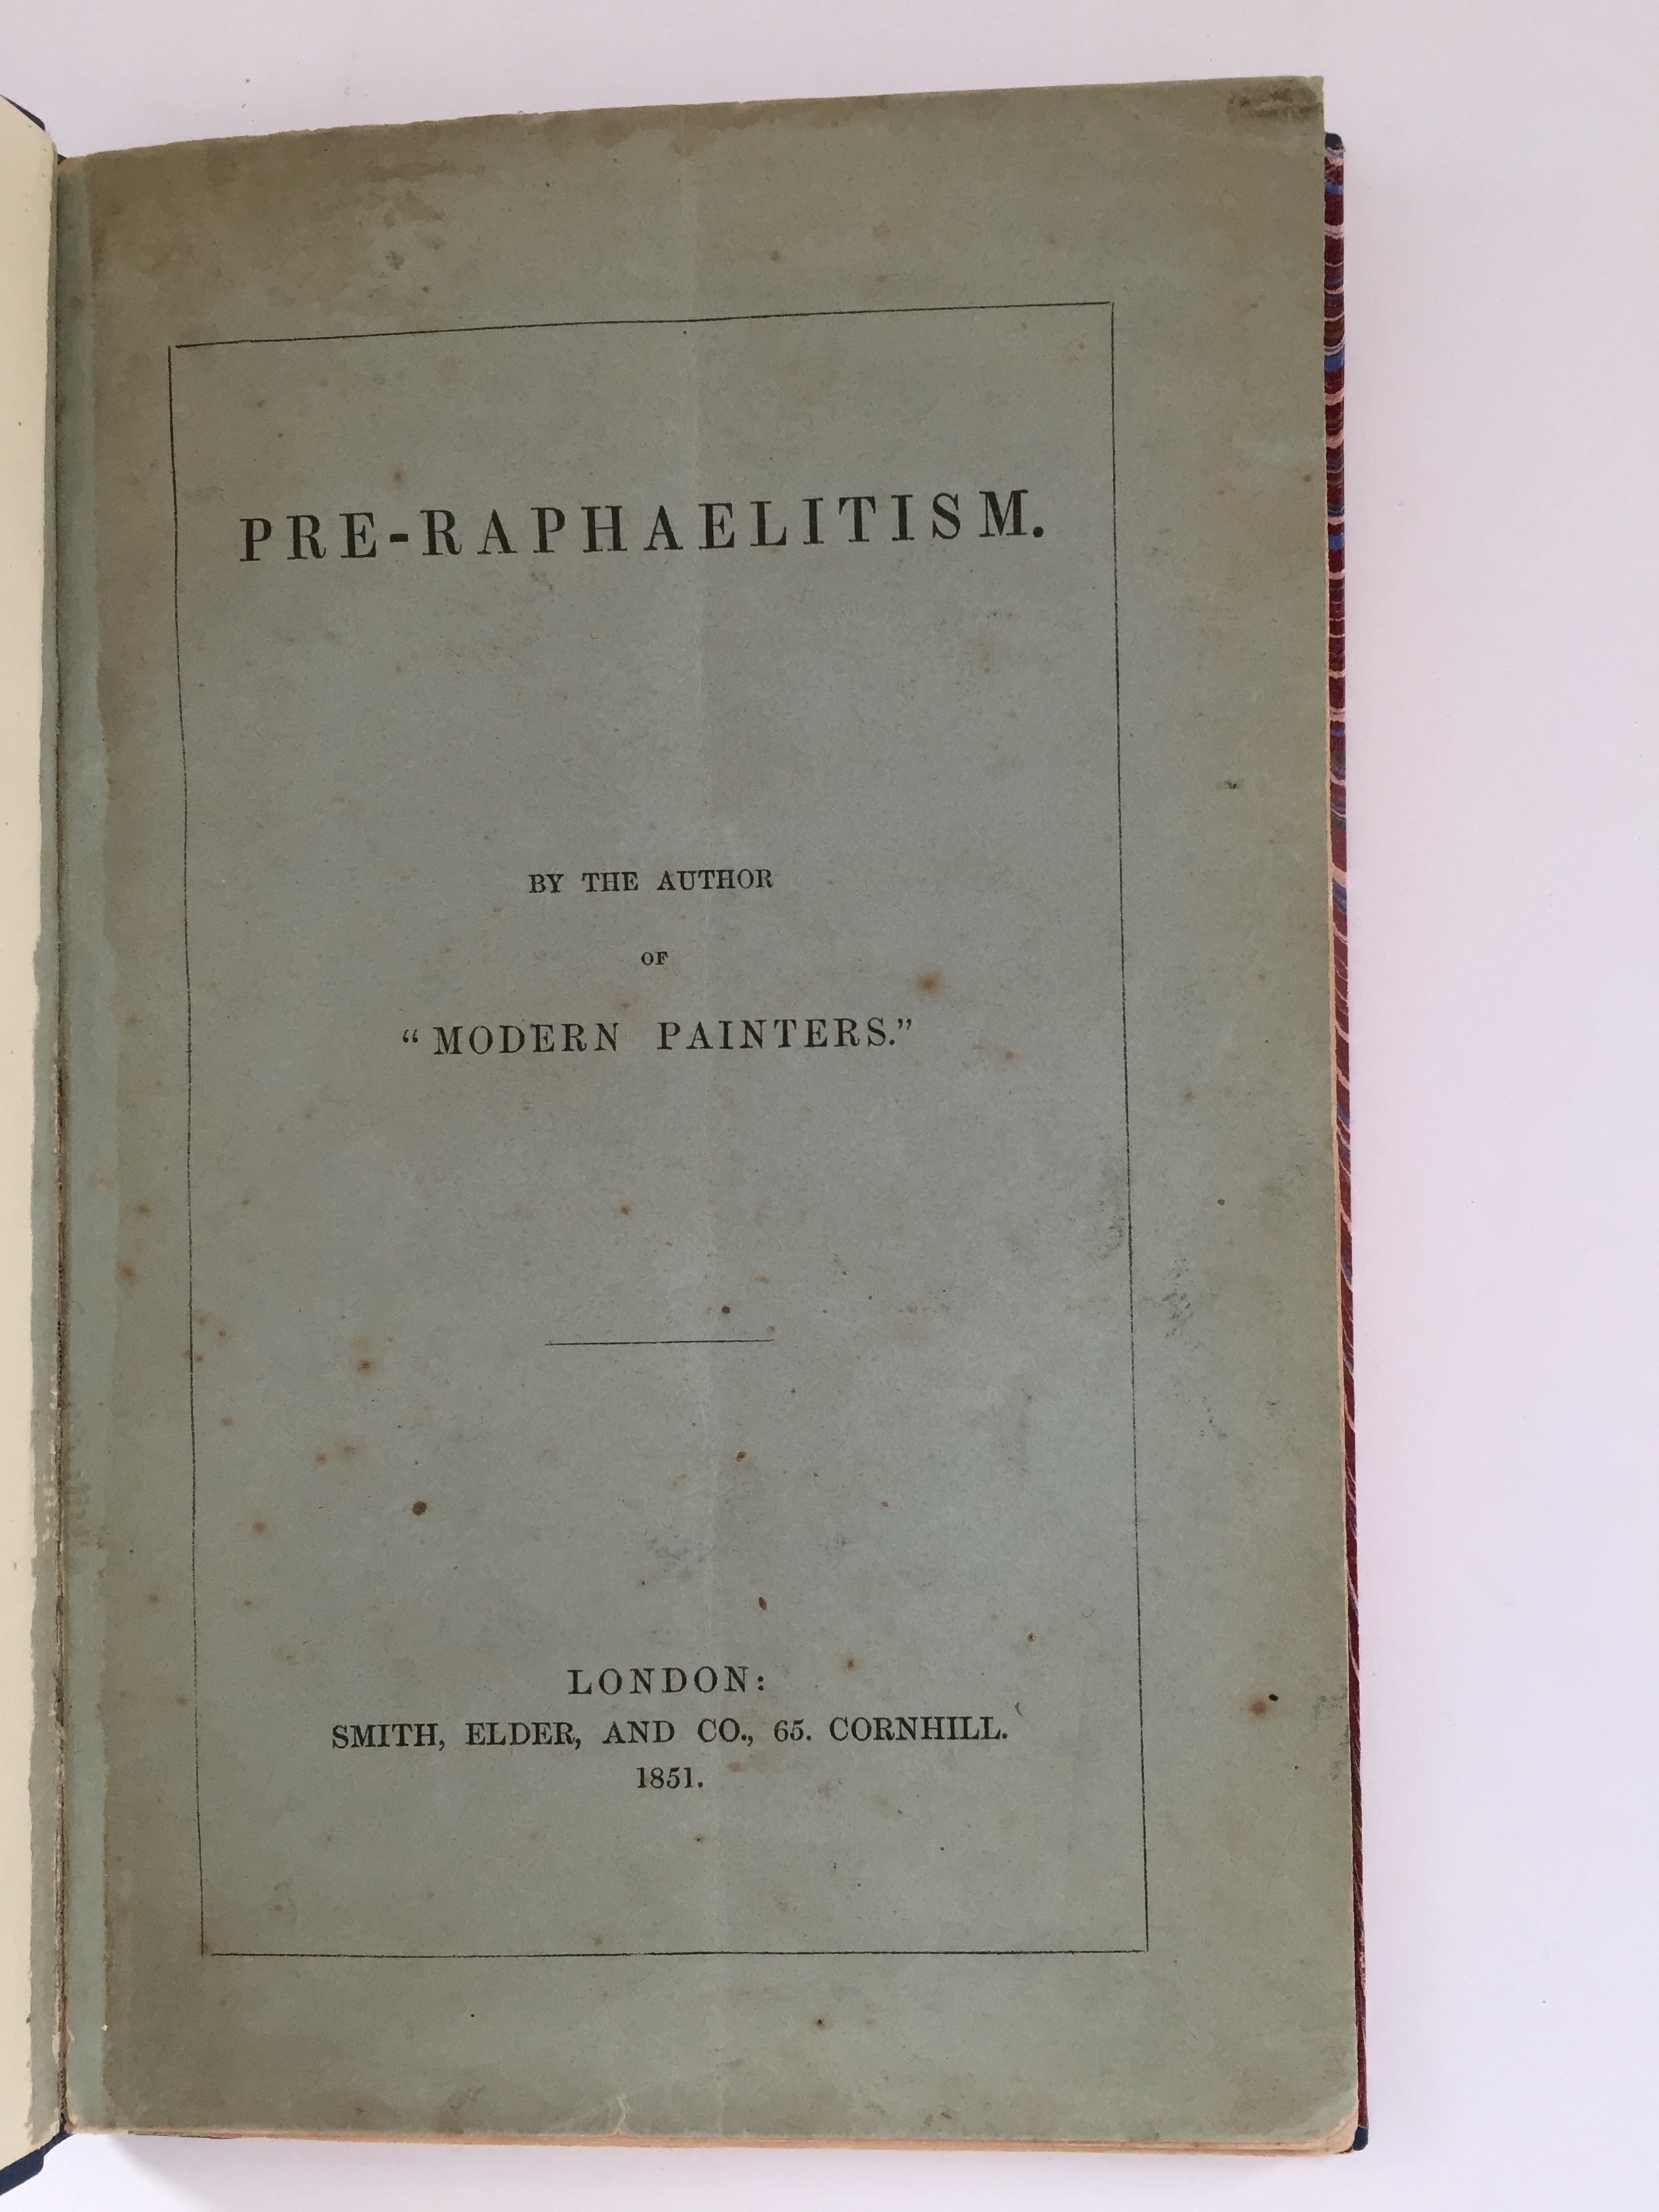 PRE-RAPHAELITISM.
BY THE AUTHOR
OF
“MODERN PAINTERS.”
LONDON:
SMITH, ELDER, AND CO., 65. CORNHILL.
1851.